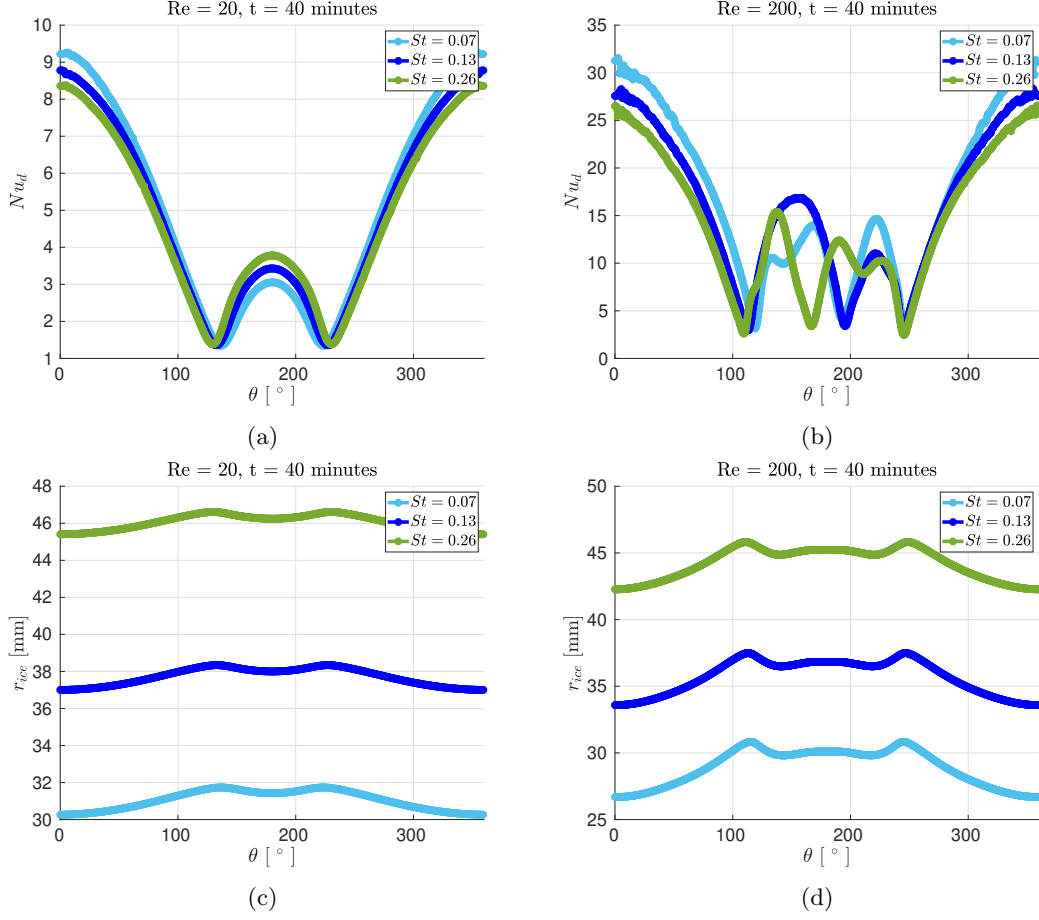 Re = 20, t = 40 minutes
10
9
8
7
6
5
4
3
2
1
Nu_d
0
100
200
300
θ [ ° ]
St = 0.07
St = 0.13
St = 0.26
(a)
Re = 200, t = 40 minutes
35
30
25
20
15
10
5
0
Nu_d
0
100
200
300
θ [ ° ]
St = 0.07
St = 0.13
St = 0.26
(b)
Re = 20, t = 40 minutes
48
46
44
42
40
38
36
34
32
30
r_ice [mm]
0
100
200
300
θ [ ° ]
St = 0.07
St = 0.13
St = 0.26
(c)
Re = 200, t = 40 minutes
50
45
40
35
30
25
r_ice [mm]
0
100
200
300
θ [ ° ]
St = 0.07
St = 0.13
St = 0.26
(d)